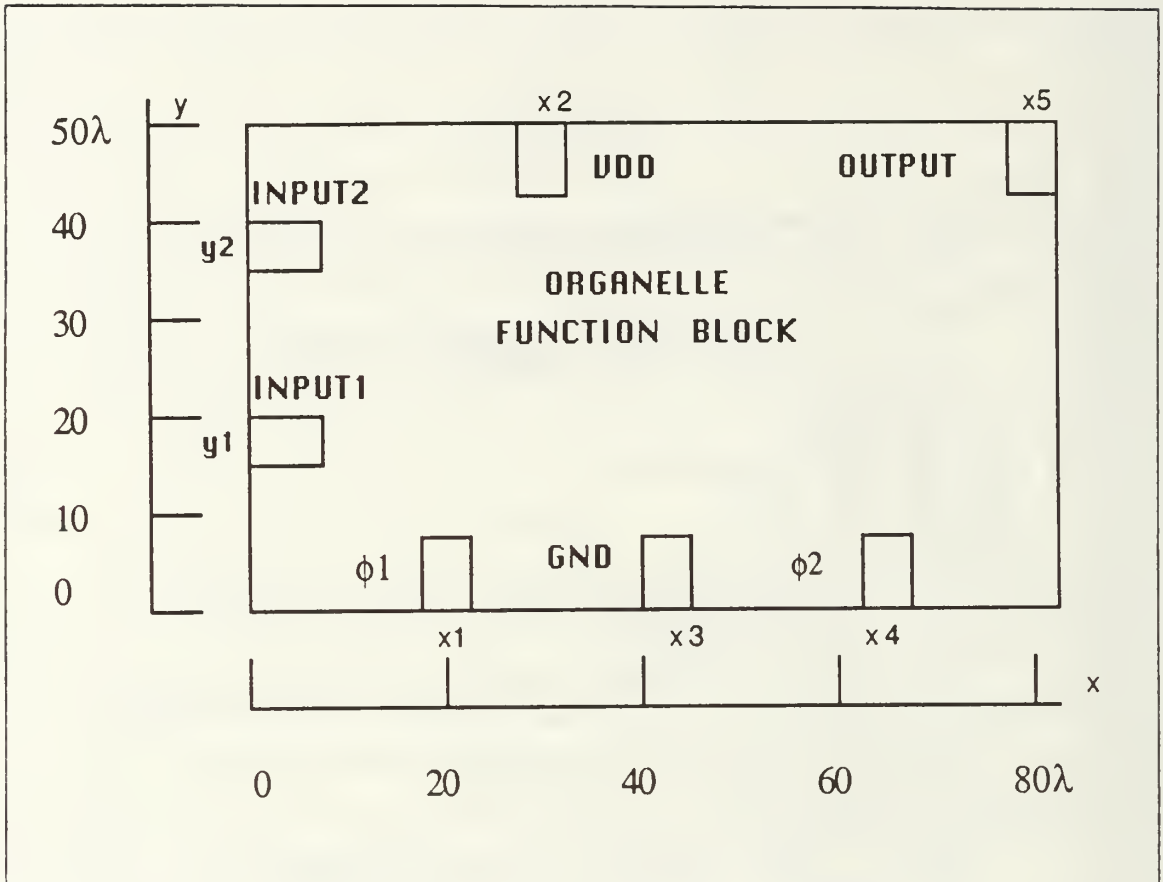 y x2 x5
50λ
VDD OUTPUT
INPUT2
40
y2
ORGANELLE
30
FUNCTION BLOCK
INPUT1
20
y1
10
ϕ1 GND ϕ2
0
x1 x3 x4
x
0 20 40 60 80λ